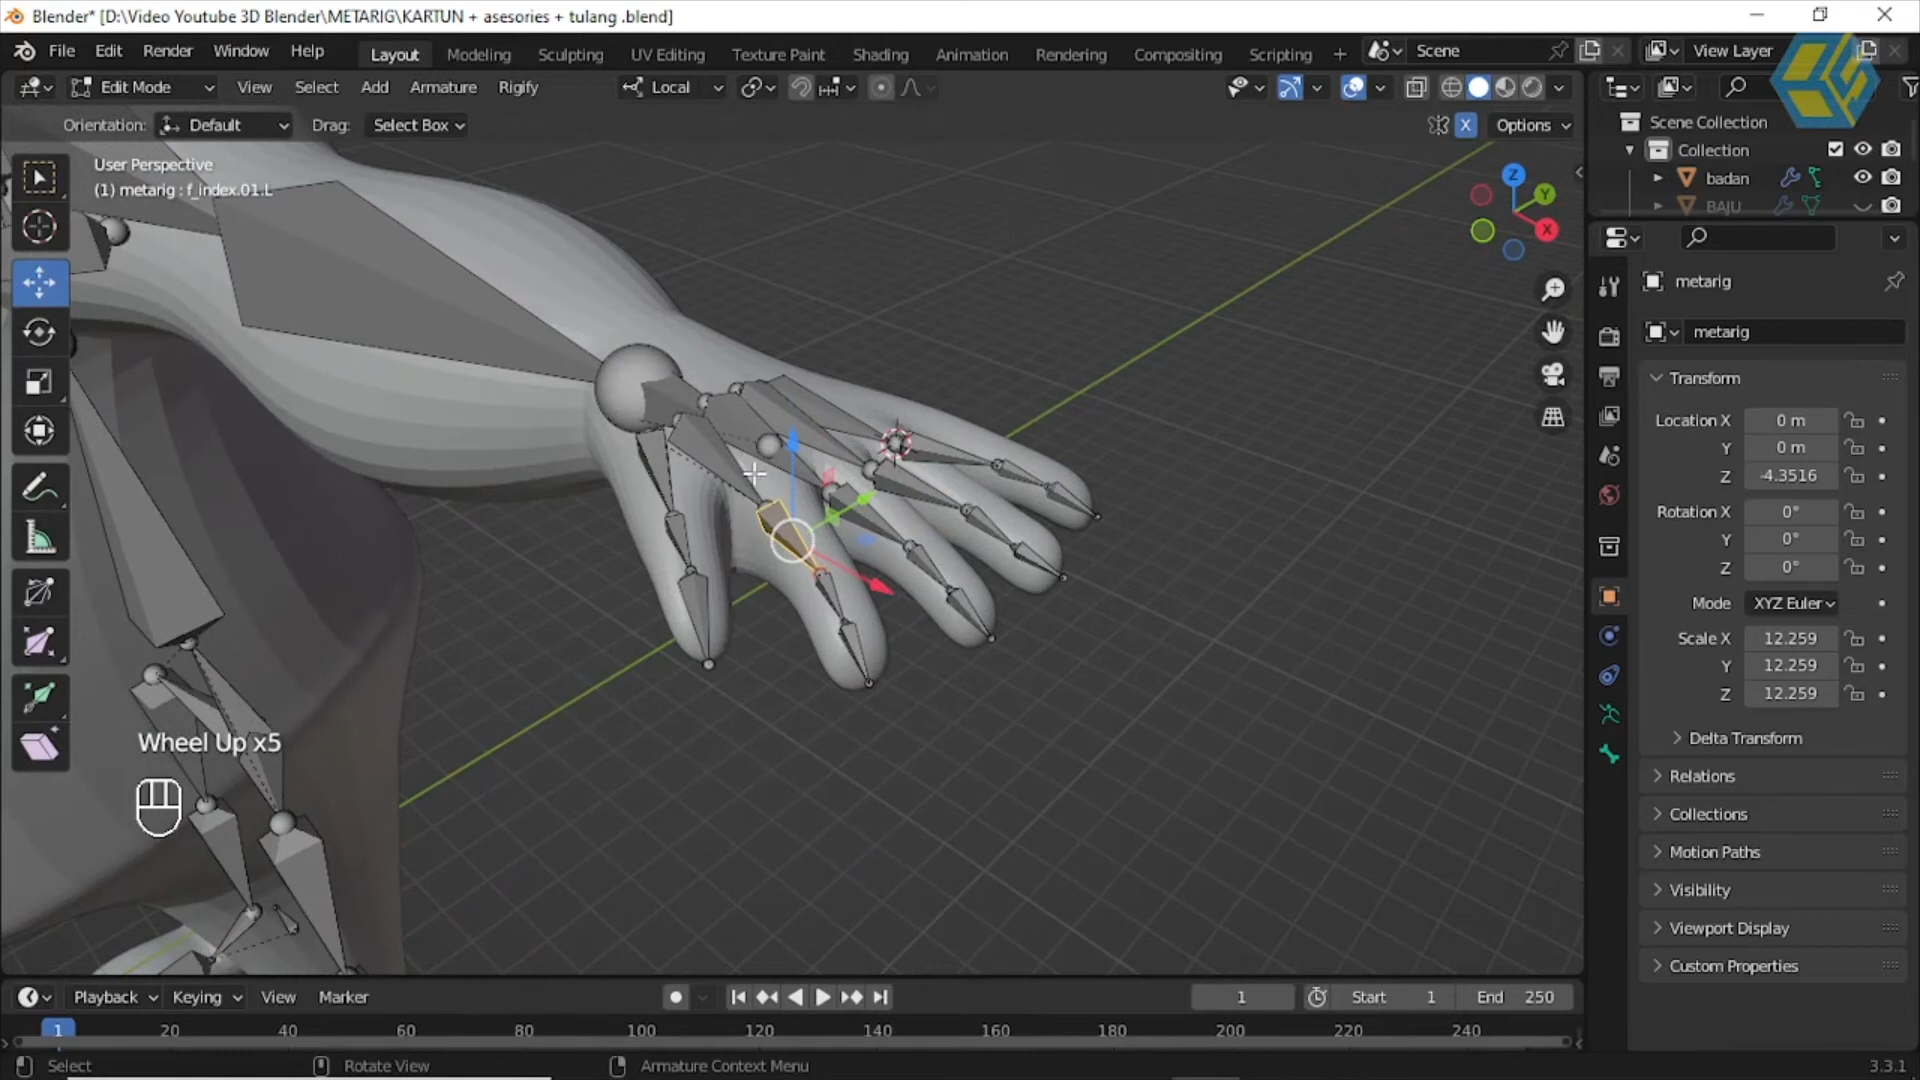 Blender* [D:\Video Youtube 3D Blender\METARIG\KARTUN + asesories + tulang .blend]
File Edit Render Window Help Layout Modeling Sculpting UV Editing Texture Paint Shading Animation Rendering Compositing Scripting + Scene View Layer
Edit Mode View Select Add Armature Rigify Local
Orientation: Default Drag: Select Box X Options
User Perspective
(1) metarig : f_index.01.L
Scene Collection
Collection
badan
BAJU
Z
Y
X
metarig
metarig
Transform
Location X 0 m
Y 0 m
Z -4.3516
Rotation X 0°
Y 0°
Z 0°
Mode XYZ Euler
Scale X 12.259
Y 12.259
Z 12.259
Delta Transform
Relations
Collections
Motion Paths
Visibility
Viewport Display
Custom Properties
Wheel Up x5
Playback Keying View Marker 1 Start 1 End 250
1 20 40 60 80 100 120 140 160 180 200 220 240
Select Rotate View Armature Context Menu 3.3.1